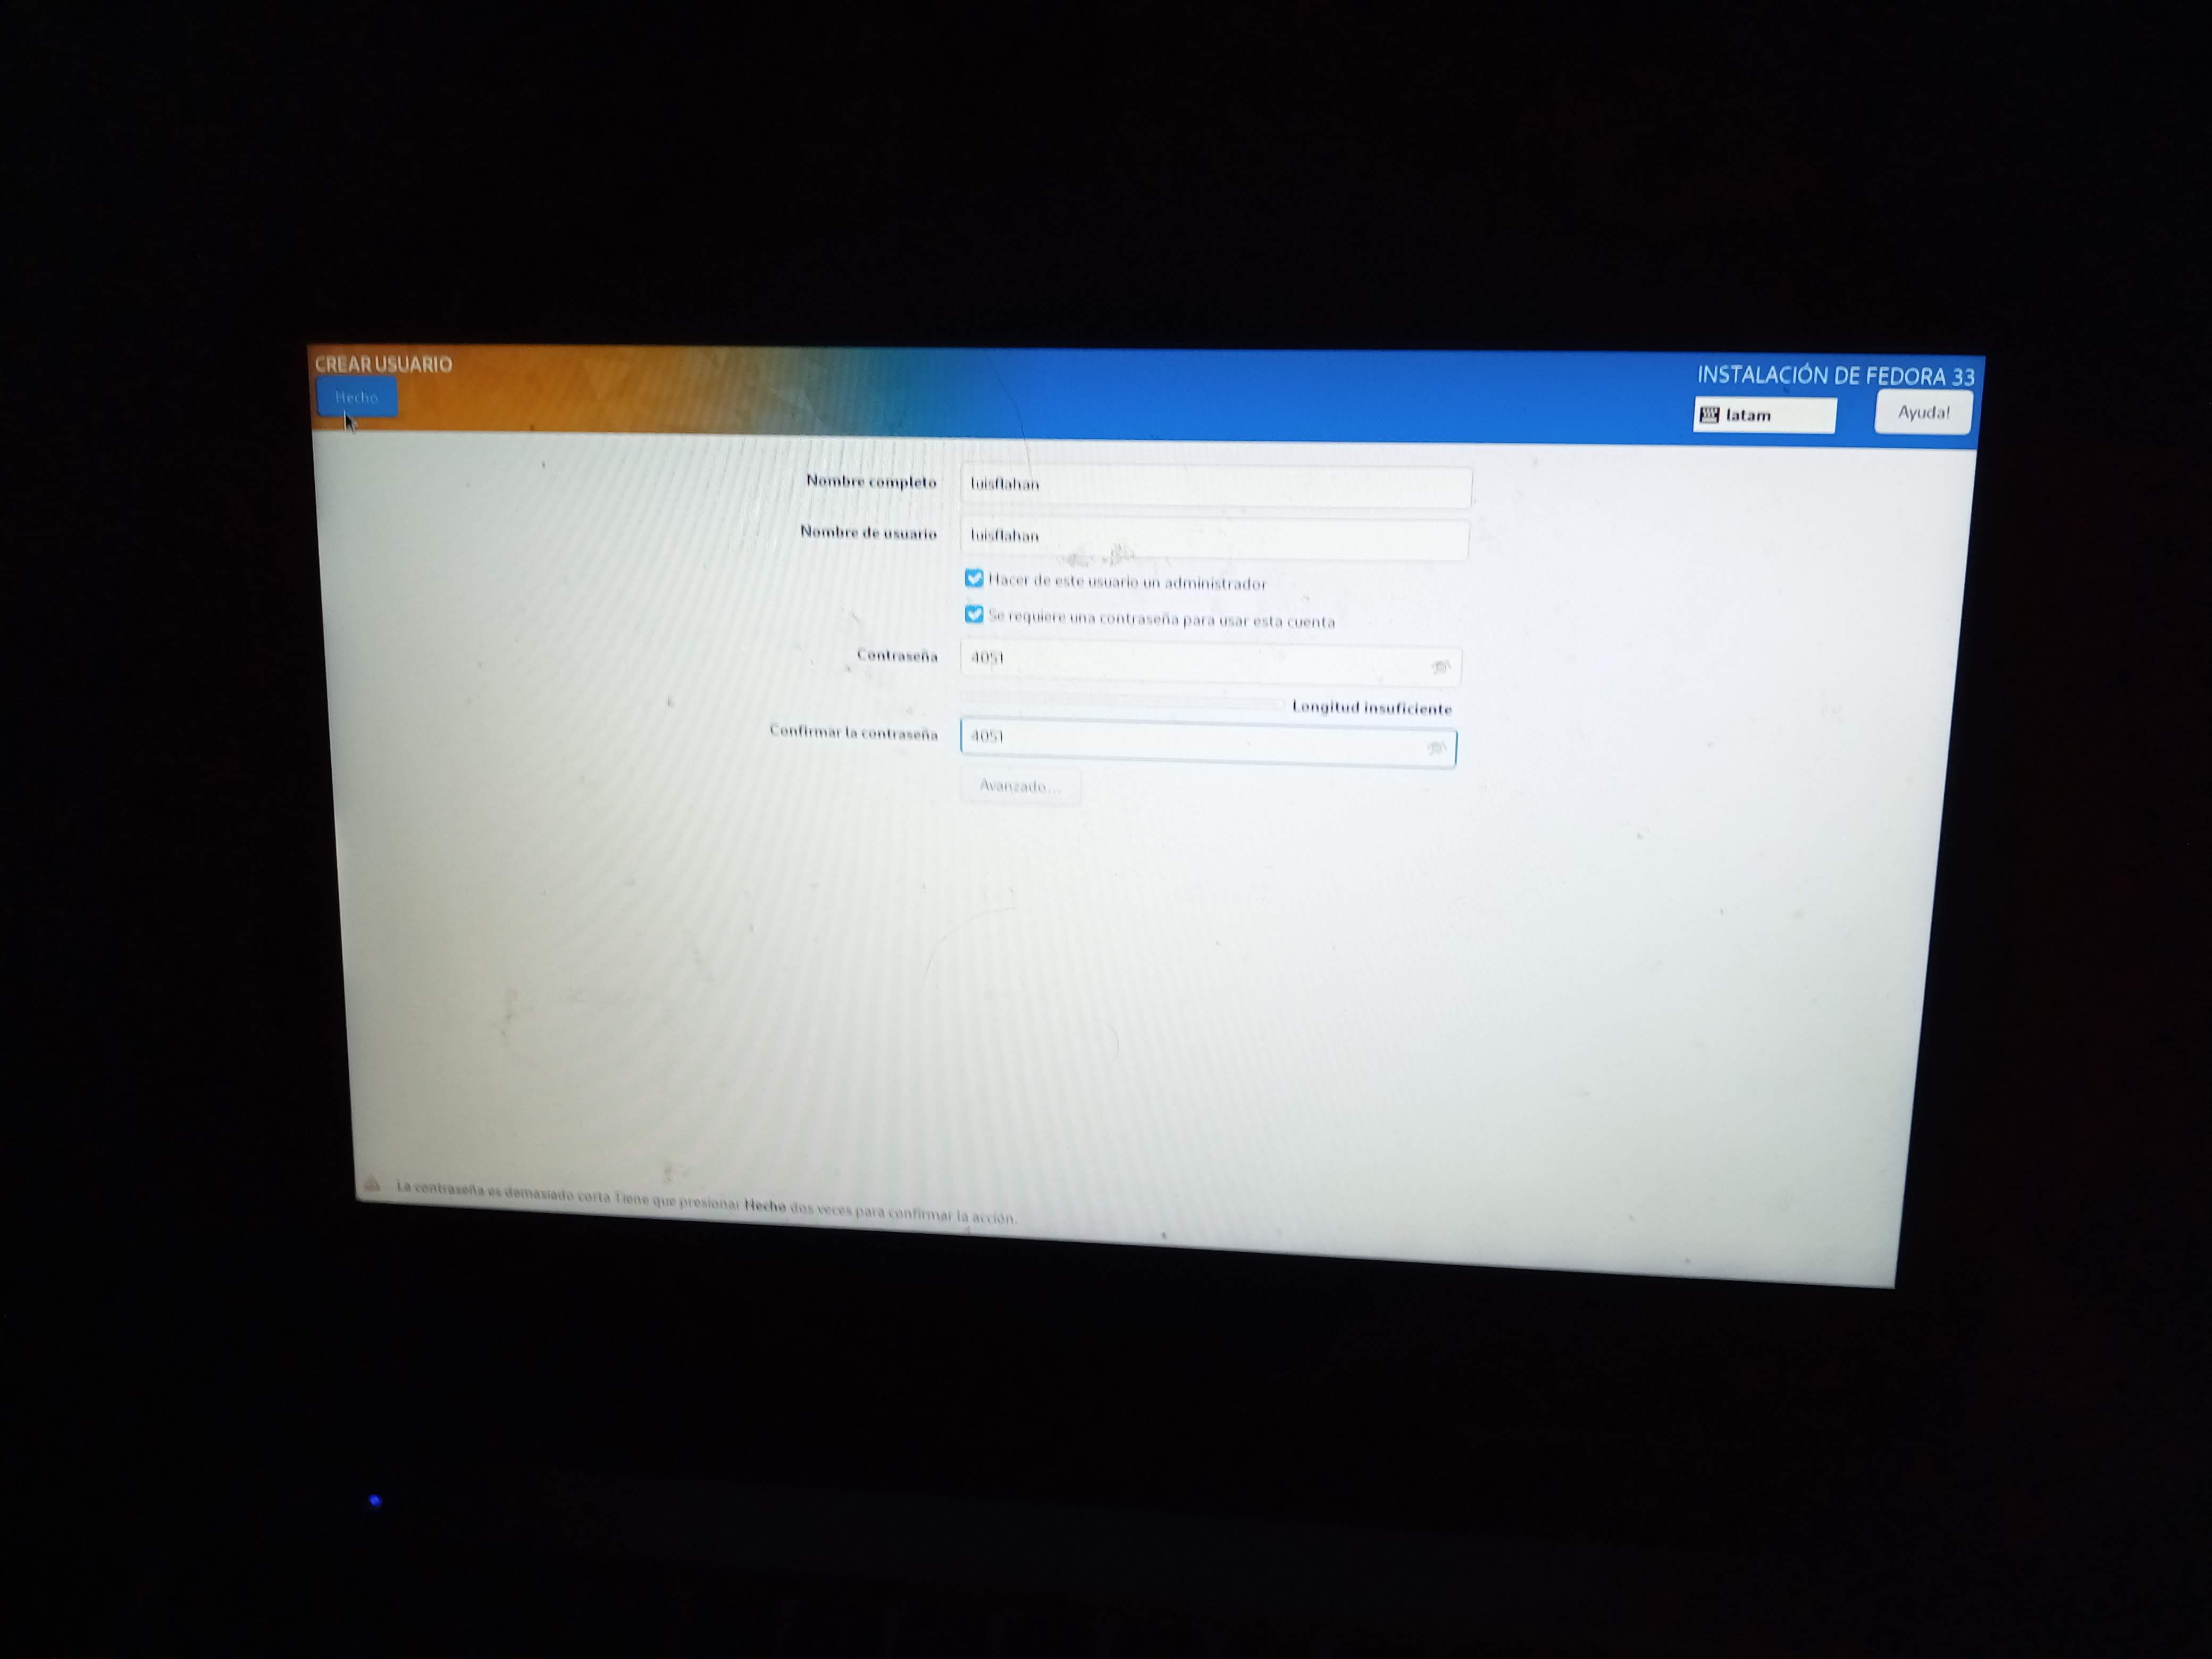 CREAR USUARIO
INSTALACIÓN DE FEDORA 33
Hecho
latam
Ayuda!
Nombre completo
luisflahan
Nombre de usuario
luisflahan
Hacer de este usuario un administrador
Se requiere una contraseña para usar esta cuenta
Contraseña
4051
Longitud insuficiente
Confirmar la contraseña
4051
Avanzado...
La contraseña es demasiado corta Tiene que presionar Hecho dos veces para confirmar la acción.